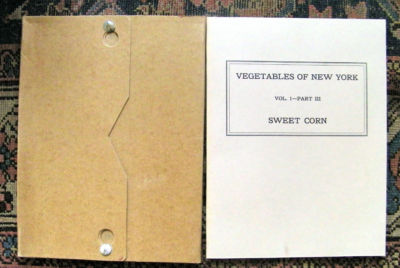 VEGETABLES OF NEW YORK
VOL. I—PART III
SWEET CORN